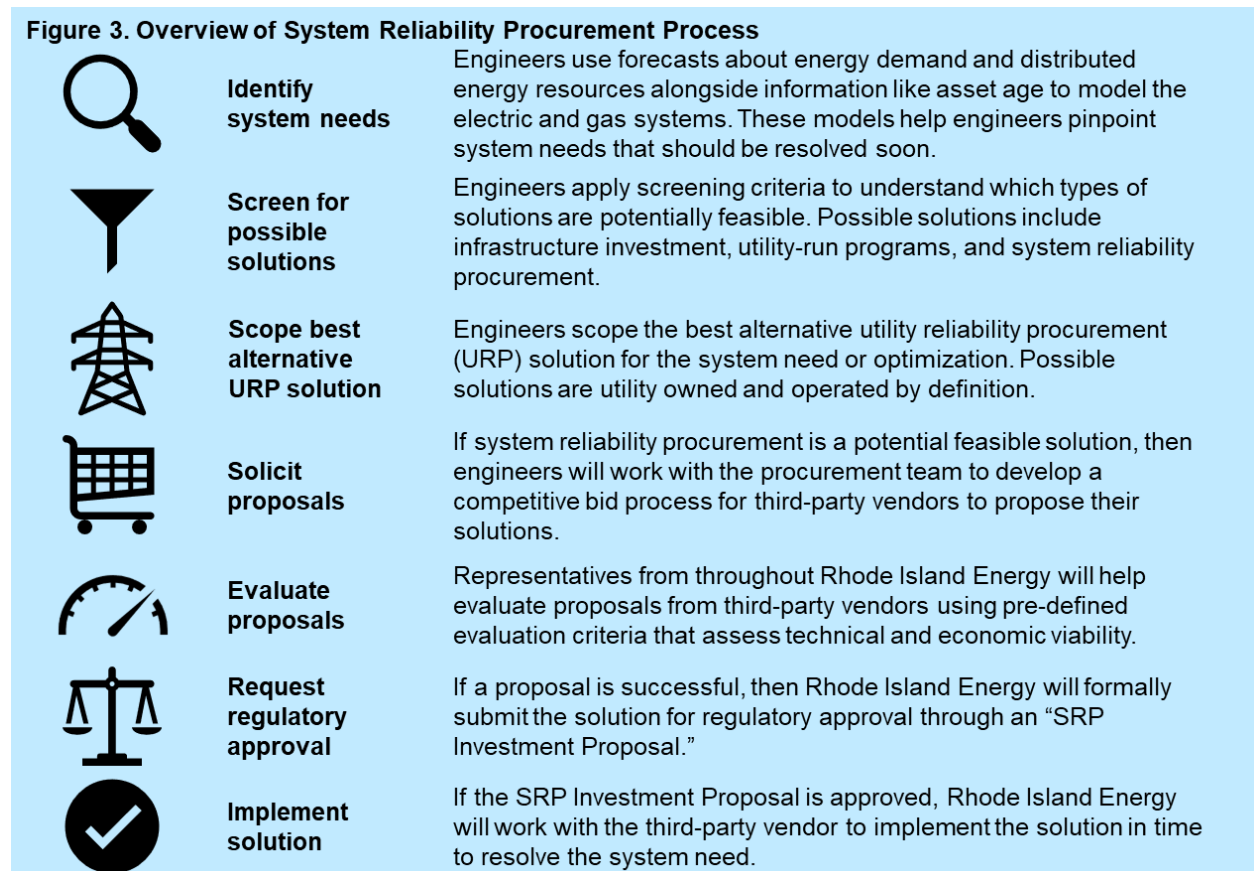 Figure 3. Overview of System Reliability Procurement Process
Identify
system needs
Engineers use forecasts about energy demand and distributed
energy resources alongside information like asset age to model the
electric and gas systems. These models help engineers pinpoint
system needs that should be resolved soon.
Screen for
possible
solutions
Engineers apply screening criteria to understand which types of
solutions are potentially feasible. Possible solutions include
infrastructure investment, utility-run programs, and system reliability
procurement.
Scope best
alternative
URP solution
Engineers scope the best alternative utility reliability procurement
(URP) solution for the system need or optimization. Possible
solutions are utility owned and operated by definition.
Solicit
proposals
If system reliability procurement is a potential feasible solution, then
engineers will work with the procurement team to develop a
competitive bid process for third-party vendors to propose their
solutions.
Evaluate
proposals
Representatives from throughout Rhode Island Energy will help
evaluate proposals from third-party vendors using pre-defined
evaluation criteria that assess technical and economic viability.
Request
regulatory
approval
If a proposal is successful, then Rhode Island Energy will formally
submit the solution for regulatory approval through an “SRP
Investment Proposal.”
Implement
solution
If the SRP Investment Proposal is approved, Rhode Island Energy
will work with the third-party vendor to implement the solution in time
to resolve the system need.